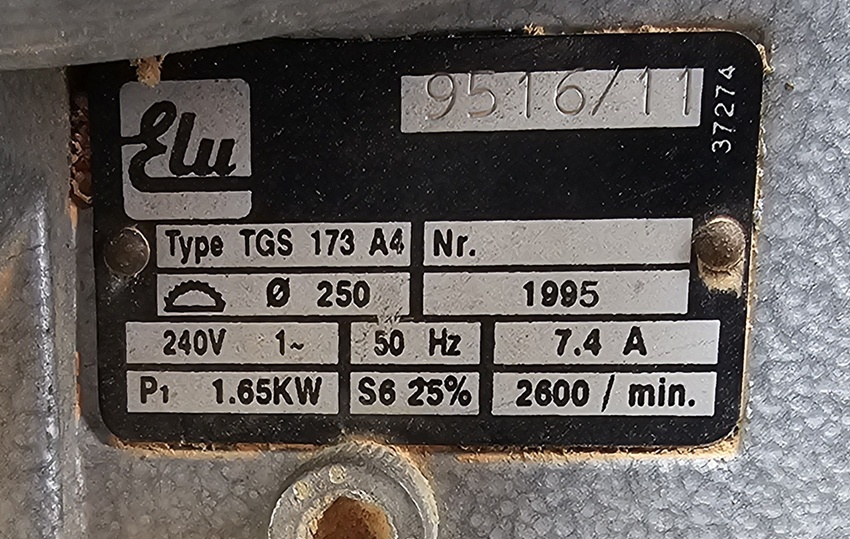 Elu
9516/11
37274
Type TGS 173 A4
Nr.
Ø 250
1995
240V 1~
50 Hz
7.4 A
P1 1.65KW
S6 25%
2600 / min.